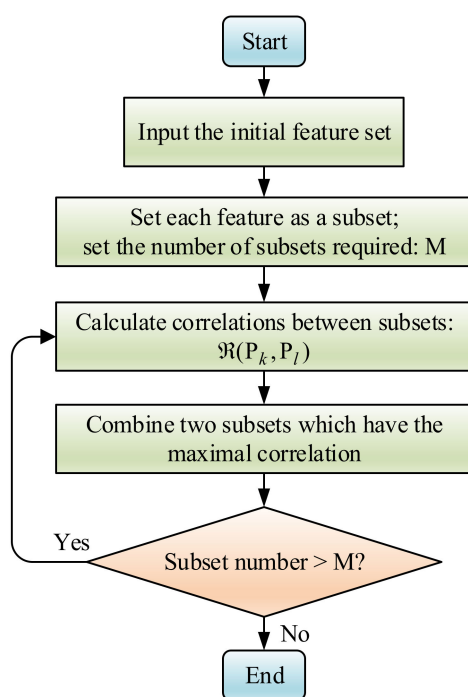 Start
Input the initial feature set
Set each feature as a subset;
set the number of subsets required: M
Calculate correlations between subsets:
ℜ(P_k, P_l)
Combine two subsets which have the
maximal correlation
Yes
Subset number > M?
No
End